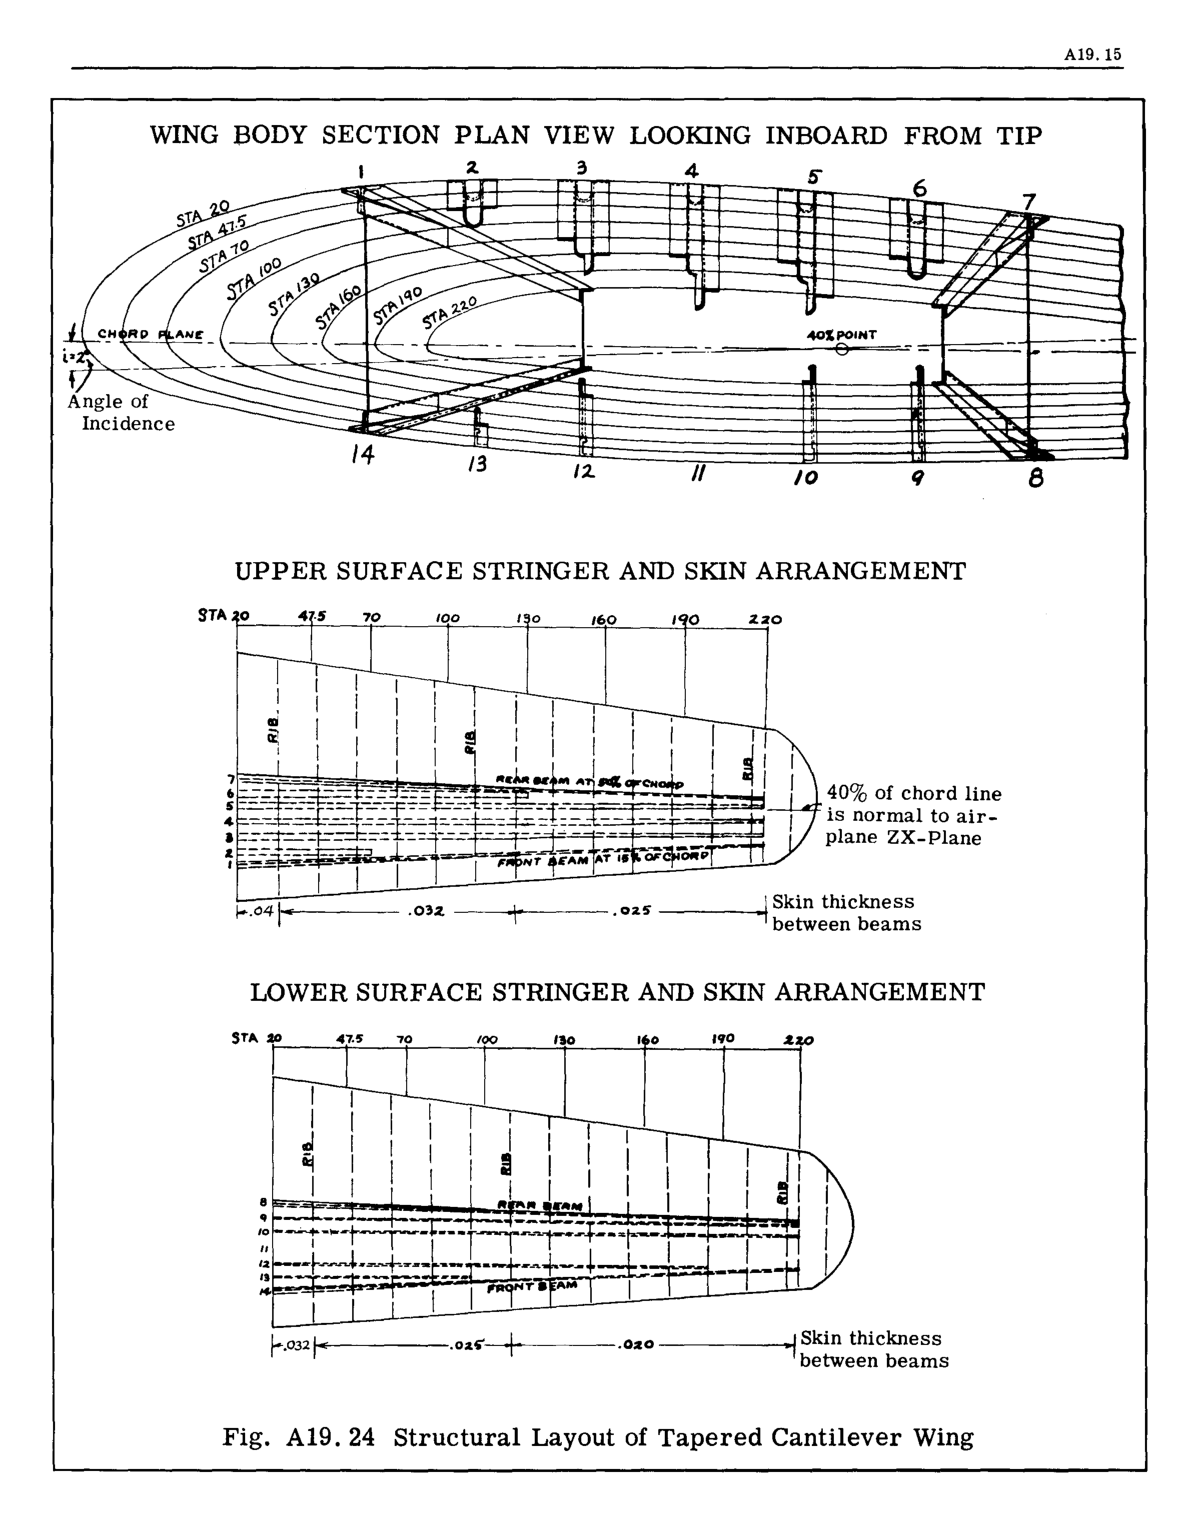 A19.15
WING BODY SECTION PLAN VIEW LOOKING INBOARD FROM TIP
1 2 3 4 5 6 7
STA 20
STA 47.5
STA 70
STA 100
STA 130
STA 160
STA 190
STA 220
CHORD PLANE
40% POINT
i=2°
Angle of
Incidence
14 13 12 11 10 9 8
UPPER SURFACE STRINGER AND SKIN ARRANGEMENT
STA 20 47.5 70 100 130 160 190 220
RIB RIB RIB
7
6
5
4
3
2
1
REAR BEAM AT 50% OF CHORD
FRONT BEAM AT 15% OF CHORD
40% of chord line
is normal to air-
plane ZX-Plane
.04 .032 .025
Skin thickness
between beams
LOWER SURFACE STRINGER AND SKIN ARRANGEMENT
STA 20 47.5 70 100 130 160 190 220
RIB RIB RIB
8
9
10
11
12
13
14
REAR BEAM
FRONT BEAM
.032 .025 .020
Skin thickness
between beams
Fig. A19.24 Structural Layout of Tapered Cantilever Wing